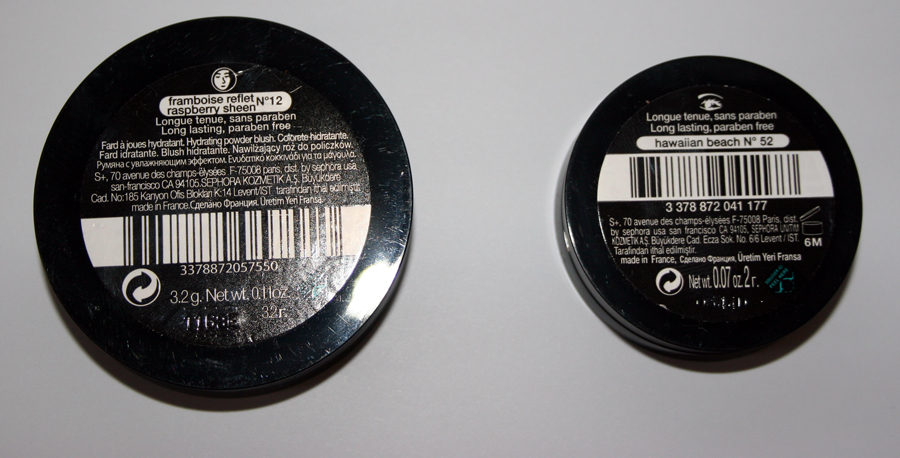 framboise reflet
raspberry sheen N°12
Longue tenue, sans paraben
Long lasting, paraben free
Fard à joues hydratant. Hydrating powder blush. Colorete hidratante.
Fard idratante. Blush hidratante. Nawilżający róż do policzków.
Румяна с увлажняющим эффектом. Ενυδατικό κοκκινάδι για τα μάγουλα.
S+, 70 avenue des champs-élysées F-75008 paris, dist. by sephora usa
san-francisco CA 94105.SEPHORA KOZMETIK A.Ş. Büyükdere
Cad. No:185 Kanyon Ofis Blokları K:14 Levent/IST tarafından ithal edilmiştir.
made in France.Сделано Франция. Üretim Yeri Fransa.
3378872057550
3.2 g. Net wt. 0.11oz.
3.2 г.
Longue tenue, sans paraben
Long lasting, paraben free
hawaiian beach N° 52
3 378 872 041 177
S+, 70 avenue des champs-élysées F-75008 Paris, dist.
by sephora usa san francisco CA 94105, SEPHORA UNITIM
KOZMETIK A.Ş. Büyükdere Cad. Ecza Sok. No. 6/6 Levent / IST.
Tarafından ithal edilmiştir.
made in France, Сделано Франция, Üretim Yeri Fransa
6M
Net wt. 0.07 oz. 2 г.